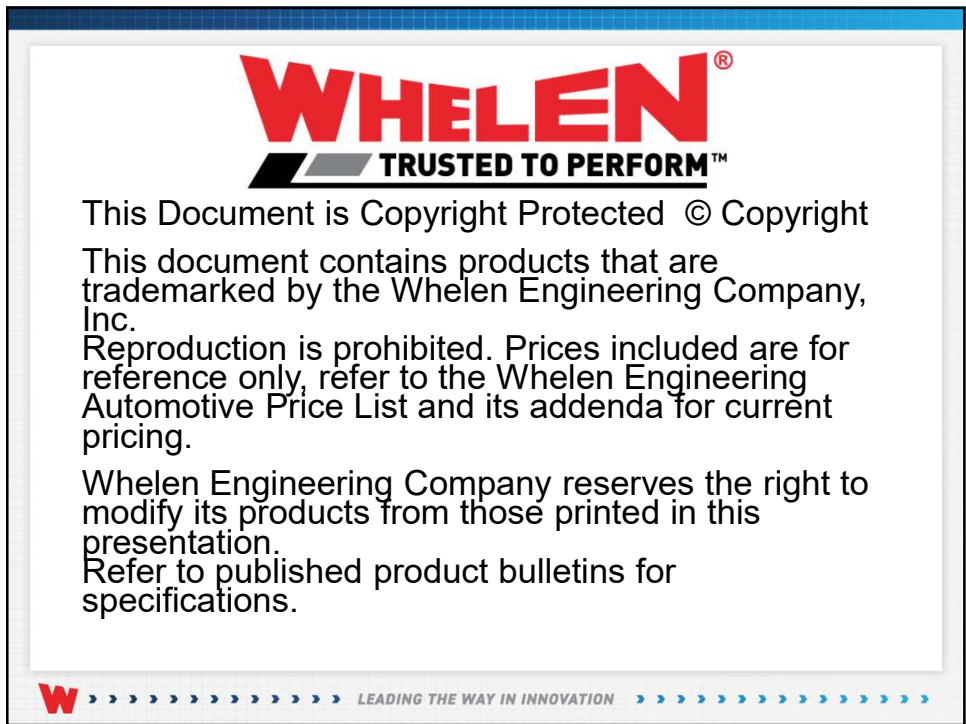 WHELEN®
TRUSTED TO PERFORM™
This Document is Copyright Protected © Copyright
This document contains products that are
trademarked by the Whelen Engineering Company,
Inc.
Reproduction is prohibited. Prices included are for
reference only, refer to the Whelen Engineering
Automotive Price List and its addenda for current
pricing.
Whelen Engineering Company reserves the right to
modify its products from those printed in this
presentation.
Refer to published product bulletins for
specifications.
W LEADING THE WAY IN INNOVATION